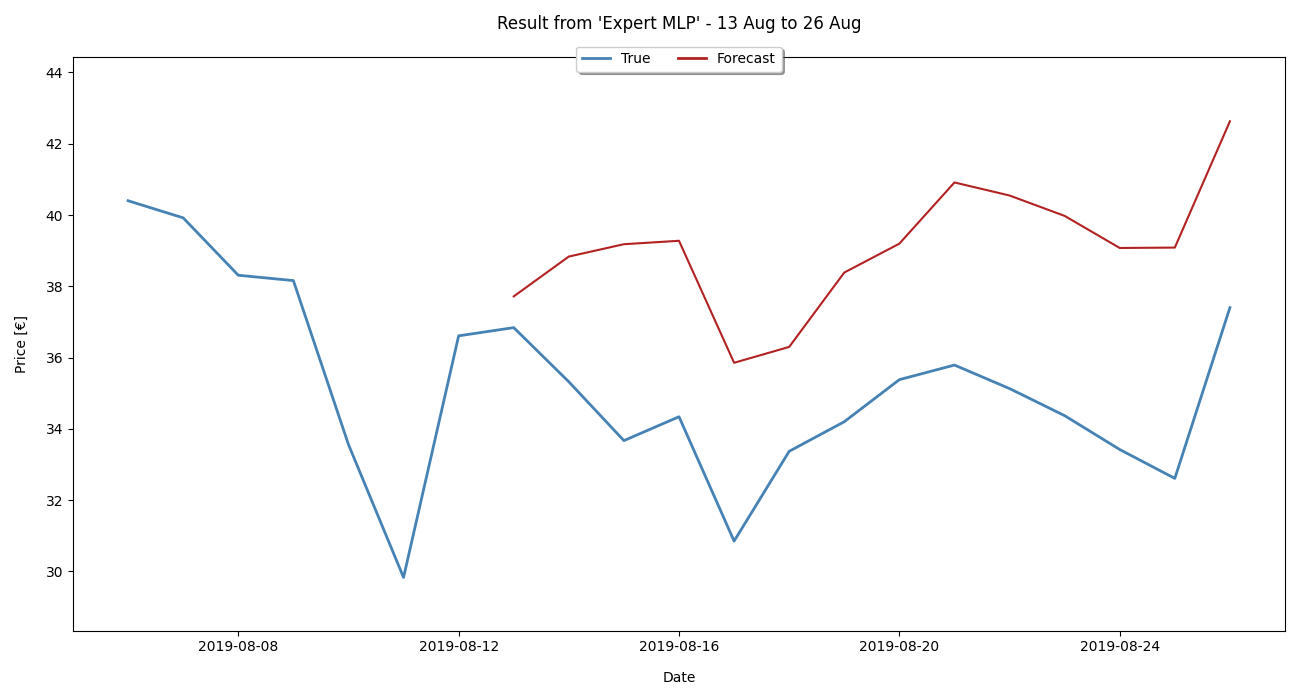 Result from 'Expert MLP' - 13 Aug to 26 Aug
True Forecast
44
42
40
38
36
34
32
30
Price [€]
2019-08-08 2019-08-12 2019-08-16 2019-08-20 2019-08-24
Date